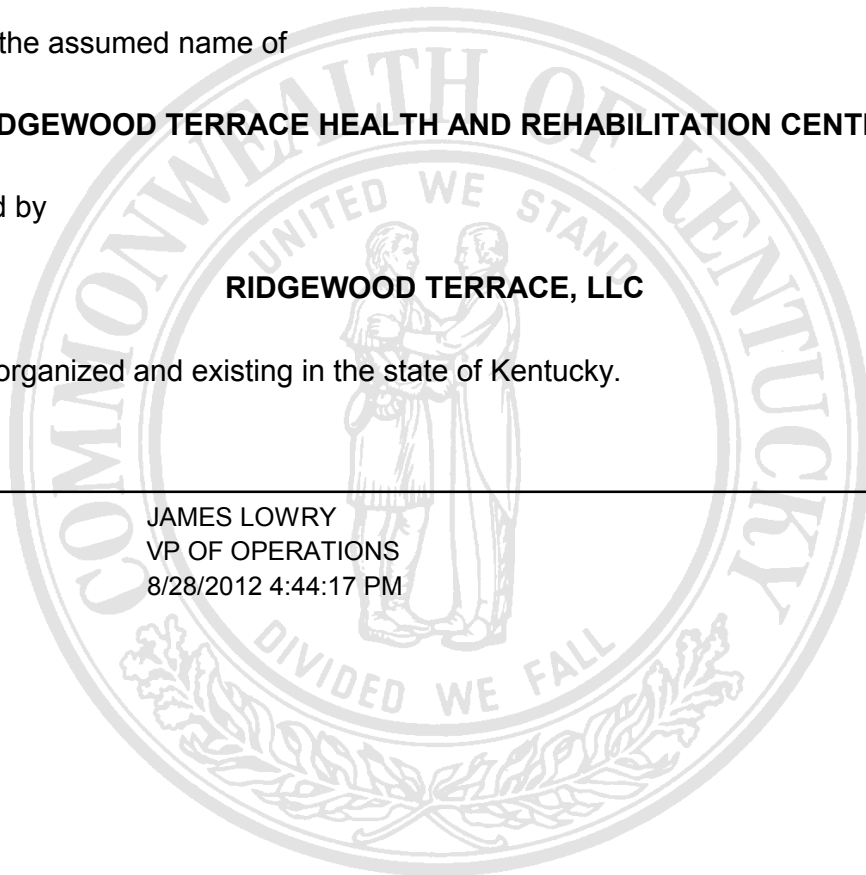 the assumed name of
DGEWOOD TERRACE HEALTH AND REHABILITATION CENT
d by
RIDGEWOOD TERRACE, LLC
organized and existing in the state of Kentucky.
JAMES LOWRY
VP OF OPERATIONS
8/28/2012 4:44:17 PM
COMMONWEALTH OF KENTUCKY
UNITED WE STAND
DIVIDED WE FALL